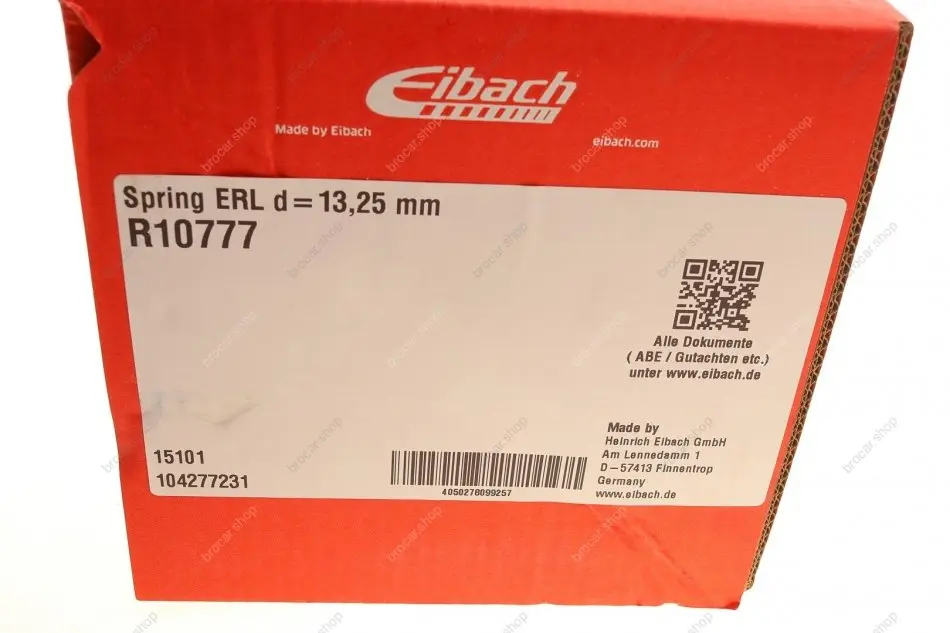 Eibach
Made by Eibach
eibach.com
Spring ERL d=13,25 mm
R10777
Alle Dokumente
( ABE / Gutachten etc.)
unter www.eibach.de
15101
104277231
4050278099257
Made by
Heinrich Eibach GmbH
Am Lennedamm 1
D-57413 Finnentrop
Germany
www.eibach.de
brocar.shop